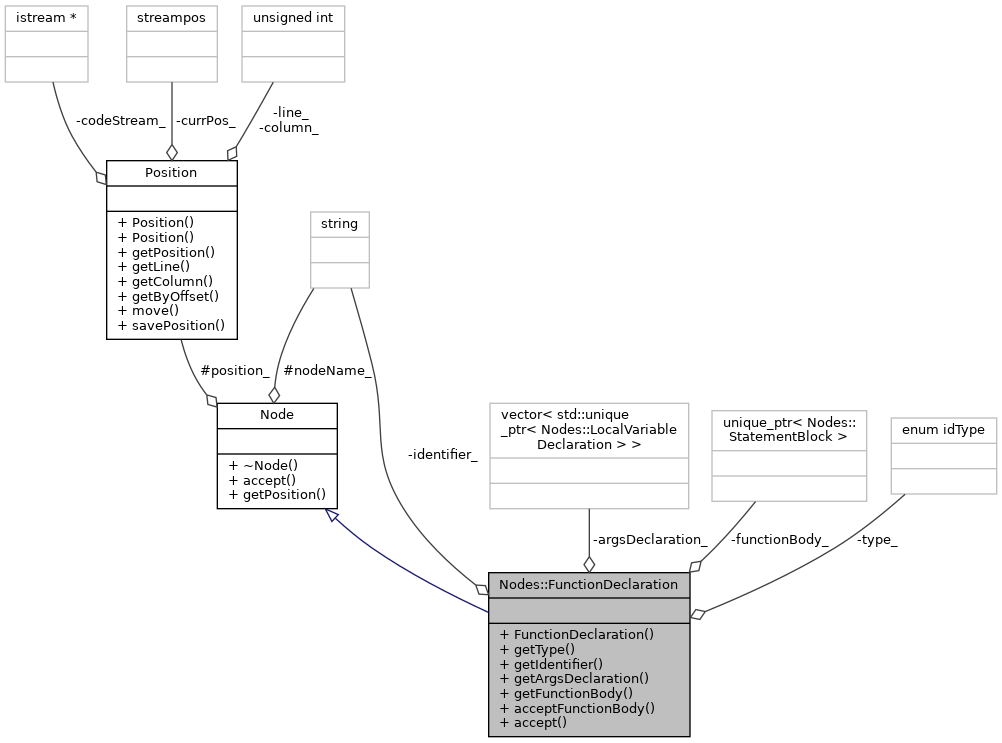 istream *
streampos
unsigned int
-codeStream_
-currPos_
-line_
-column_
Position
+ Position()
+ Position()
+ getPosition()
+ getLine()
+ getColumn()
+ getByOffset()
+ move()
+ savePosition()
string
#position_
#nodeName_
Node
+ ~Node()
+ accept()
+ getPosition()
-identifier_
vector< std::unique
_ptr< Nodes::LocalVariable
Declaration > >
unique_ptr< Nodes::
StatementBlock >
enum idType
-argsDeclaration_
-functionBody_
-type_
Nodes::FunctionDeclaration
+ FunctionDeclaration()
+ getType()
+ getIdentifier()
+ getArgsDeclaration()
+ getFunctionBody()
+ acceptFunctionBody()
+ accept()